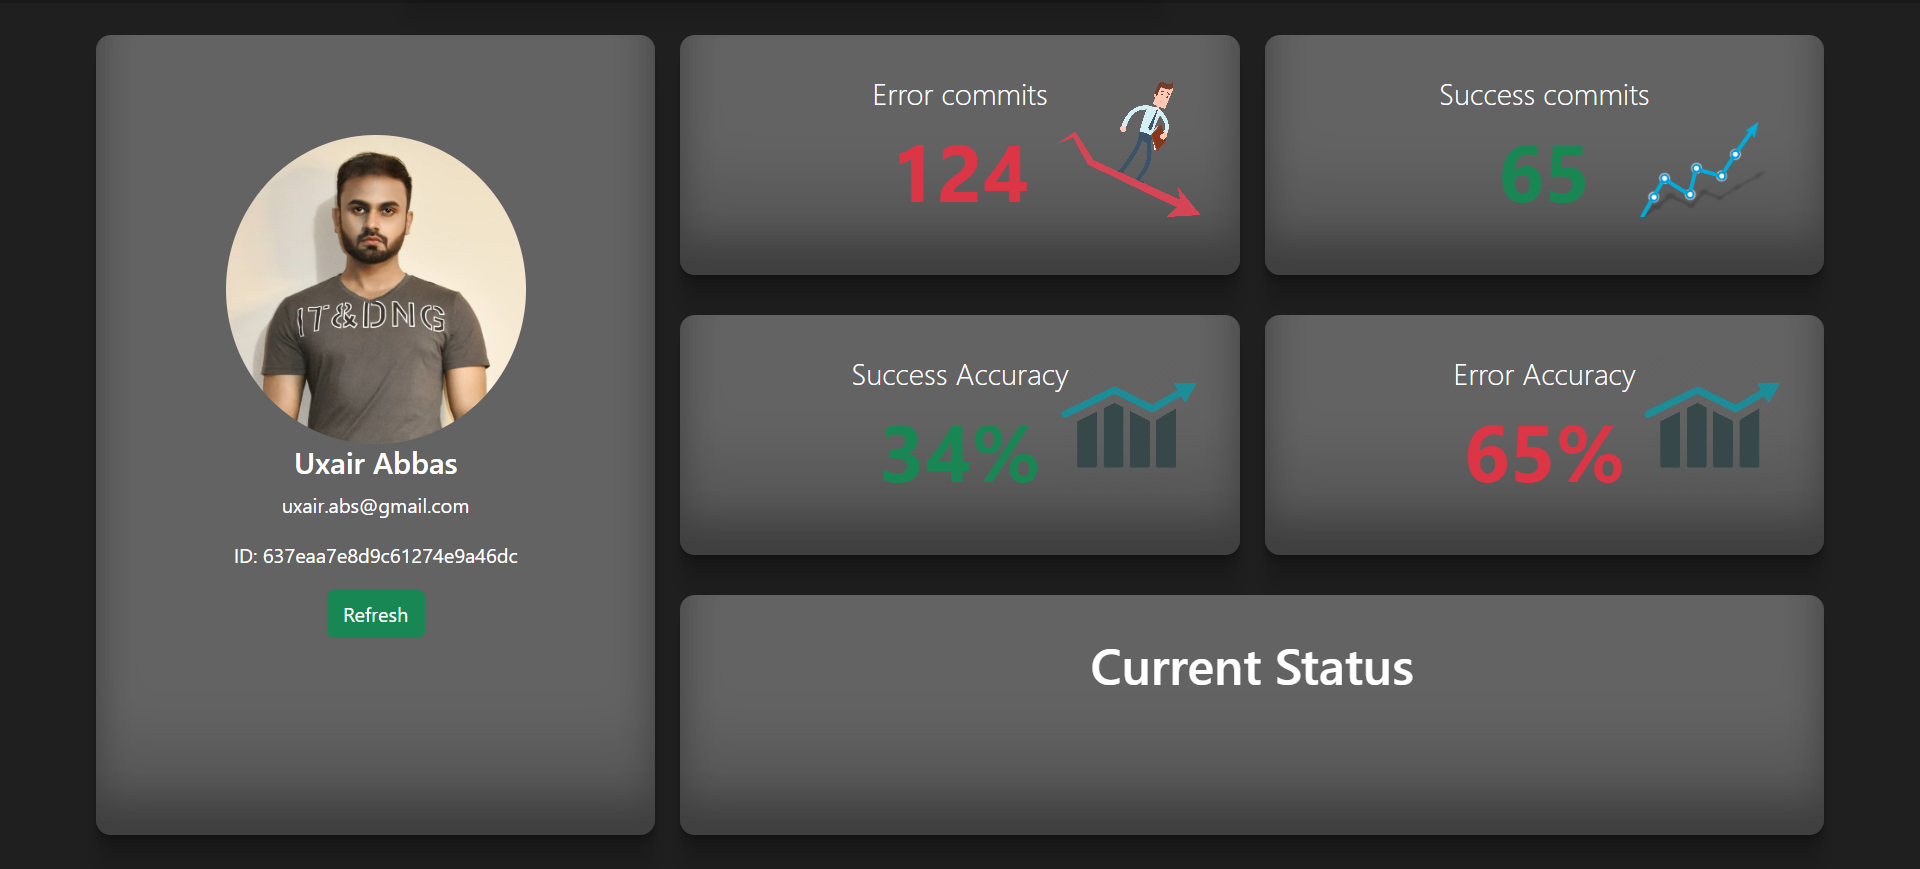 IT&DNG
Uxair Abbas
uxair.abs@gmail.com
ID: 637eaa7e8d9c61274e9a46dc
Refresh
Error commits
124
Success commits
65
Success Accuracy
34%
Error Accuracy
65%
Current Status